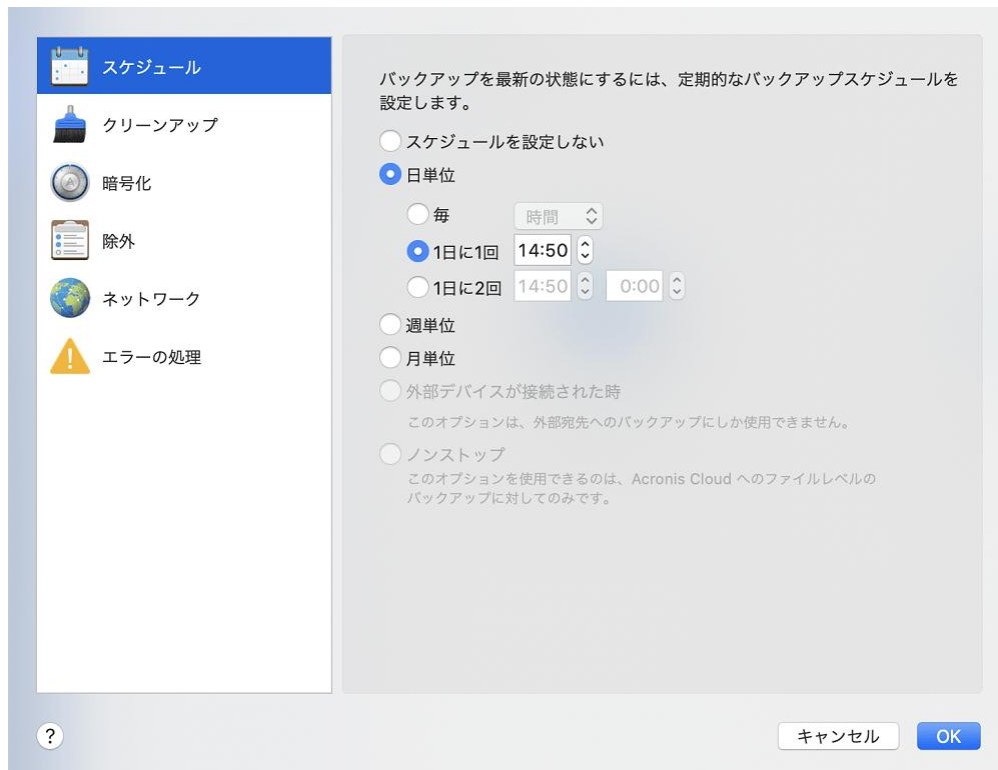 スケジュール
クリーンアップ
暗号化
除外
ネットワーク
エラーの処理
バックアップを最新の状態にするには、定期的なバックアップスケジュールを
設定します。
スケジュールを設定しない
日単位
毎 時間
1日に1回 14:50
1日に2回 14:50 0:00
週単位
月単位
外部デバイスが接続された時
このオプションは、外部宛先へのバックアップにしか使用できません。
ノンストップ
このオプションを使用できるのは、Acronis Cloud へのファイルレベルの
バックアップに対してのみです。
? キャンセル OK